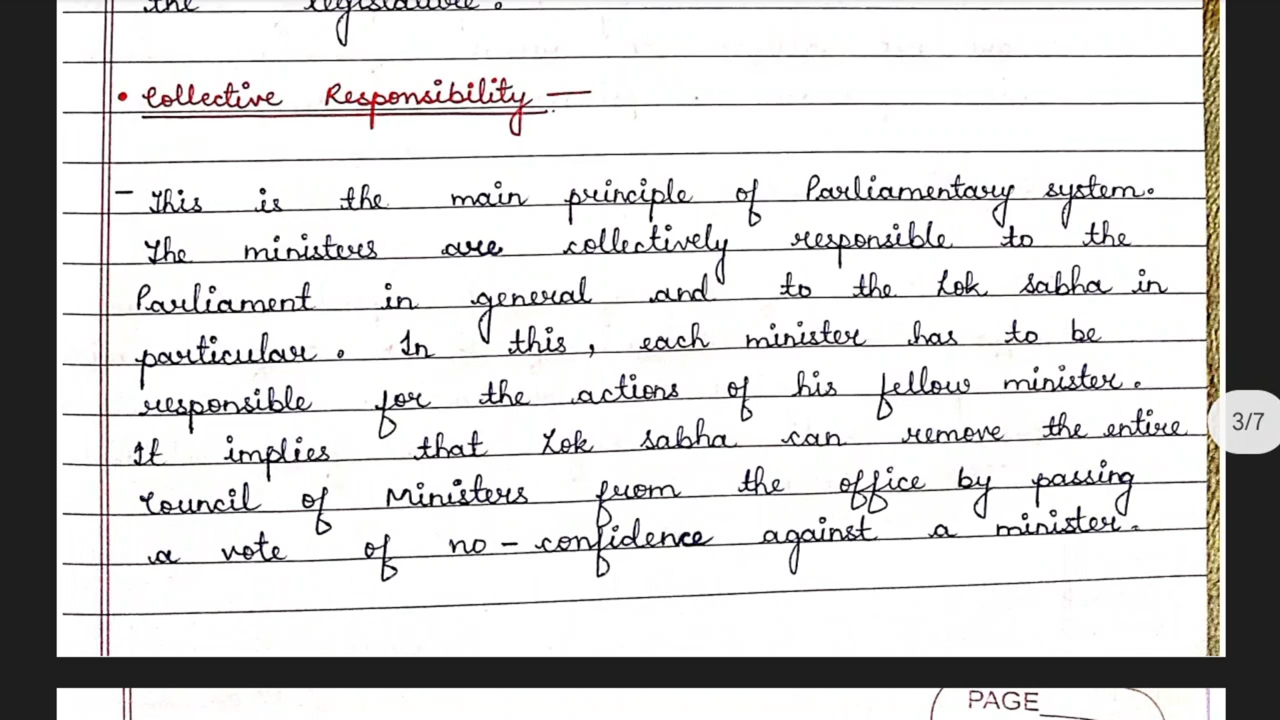 the legislature.
• Collective Responsibility —
- This is the main principle of Parliamentary system.
The ministers are collectively responsible to the
Parliament in general and to the Lok Sabha in
particular. In this, each minister has to be
responsible for the actions of his fellow minister.
It implies that Lok Sabha can remove the entire
Council of Ministers from the office by passing
a vote of no-confidence against a minister.
3/7
PAGE